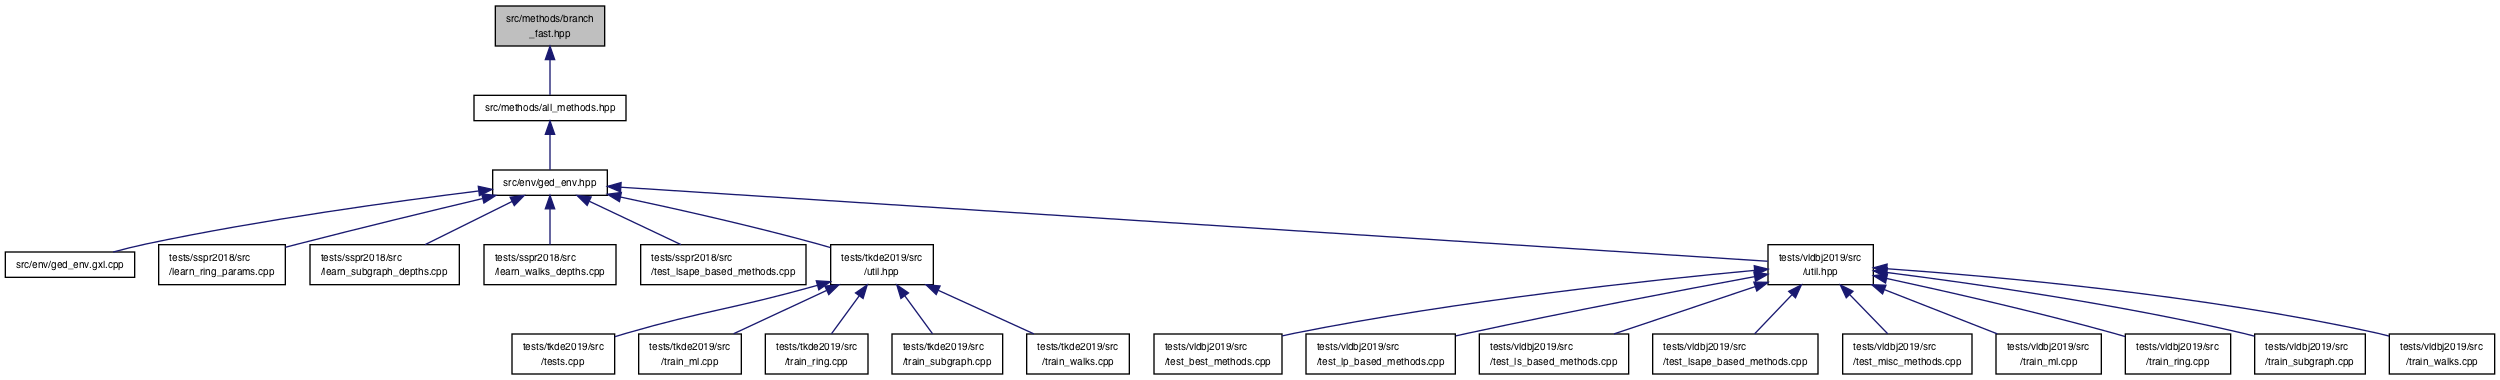 src/methods/branch
_fast.hpp
src/methods/all_methods.hpp
src/env/ged_env.hpp
src/env/ged_env.gxl.cpp
tests/sspr2018/src
/learn_ring_params.cpp
tests/sspr2018/src
/learn_subgraph_depths.cpp
tests/sspr2018/src
/learn_walks_depths.cpp
tests/sspr2018/src
/test_lsape_based_methods.cpp
tests/tkde2019/src
/util.hpp
tests/vldbj2019/src
/util.hpp
tests/tkde2019/src
/tests.cpp
tests/tkde2019/src
/train_ml.cpp
tests/tkde2019/src
/train_ring.cpp
tests/tkde2019/src
/train_subgraph.cpp
tests/tkde2019/src
/train_walks.cpp
tests/vldbj2019/src
/test_best_methods.cpp
tests/vldbj2019/src
/test_lp_based_methods.cpp
tests/vldbj2019/src
/test_ls_based_methods.cpp
tests/vldbj2019/src
/test_lsape_based_methods.cpp
tests/vldbj2019/src
/test_misc_methods.cpp
tests/vldbj2019/src
/train_ml.cpp
tests/vldbj2019/src
/train_ring.cpp
tests/vldbj2019/src
/train_subgraph.cpp
tests/vldbj2019/src
/train_walks.cpp